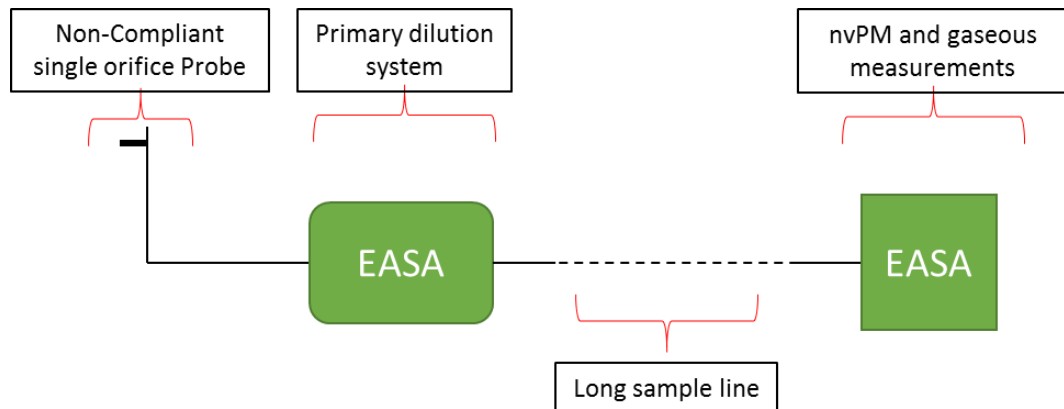 Non-Compliant
single orifice Probe
Primary dilution
system
nvPM and gaseous
measurements
EASA
EASA
Long sample line